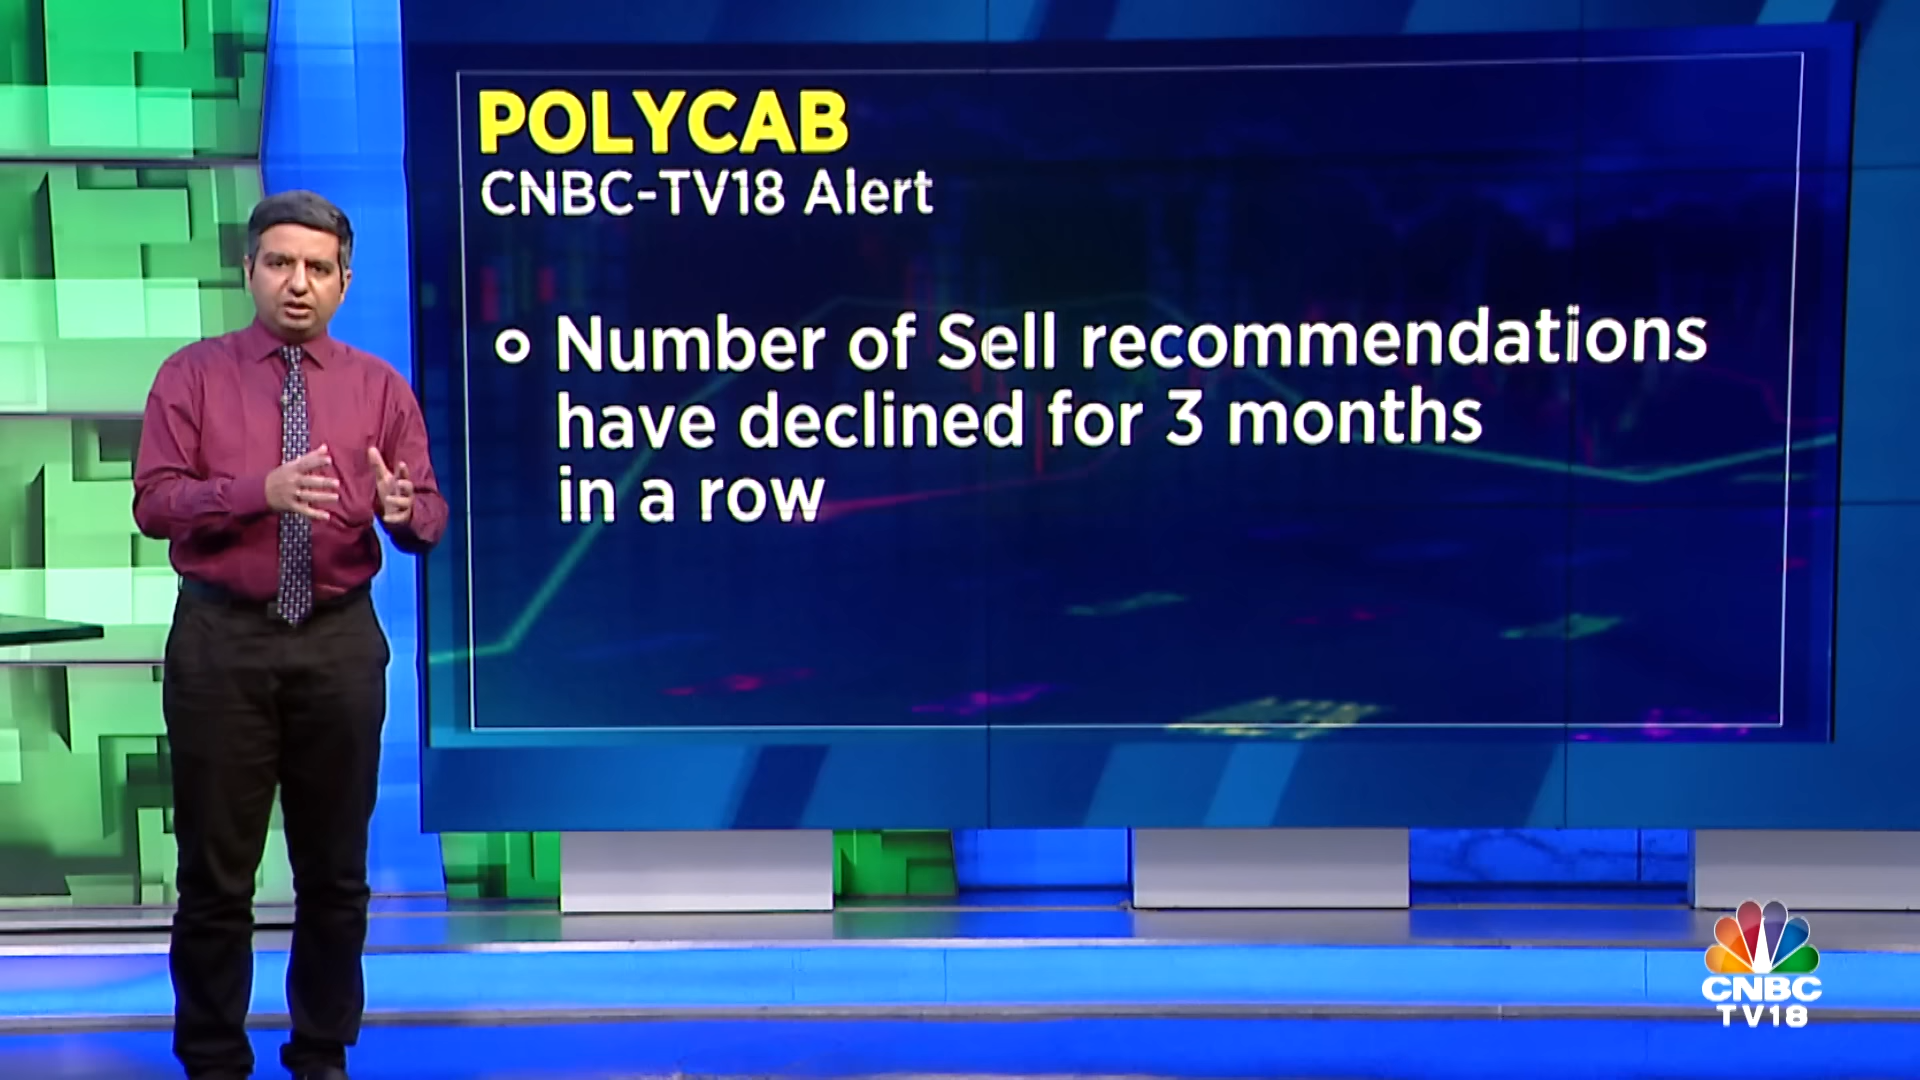 POLYCAB
CNBC-TV18 Alert
Number of Sell recommendations
have declined for 3 months
in a row
CNBC
TV18